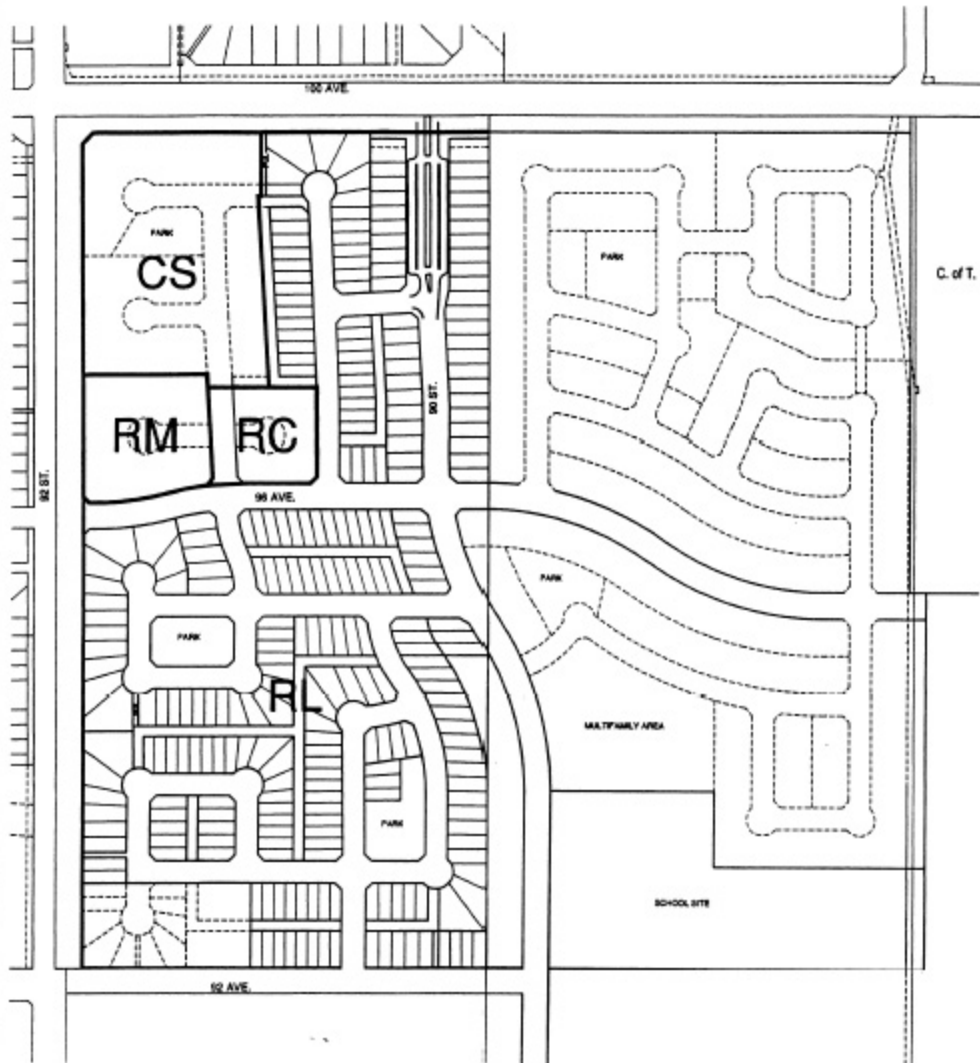 100 AVE.
PARK
CS
PARK
C. of T.
90 ST.
RM
RC
92 ST.
98 AVE.
PARK
PARK
RL
MULTIFAMILY AREA
PARK
SCHOOL SITE
92 AVE.